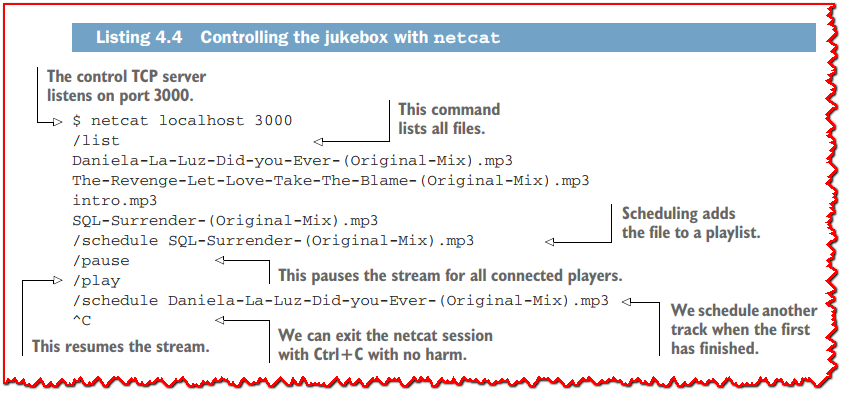 Listing 4.4 Controlling the jukebox with netcat
The control TCP server
listens on port 3000.
$ netcat localhost 3000
This command
lists all files.
/list
Daniela-La-Luz-Did-you-Ever-(Original-Mix).mp3
The-Revenge-Let-Love-Take-The-Blame-(Original-Mix).mp3
intro.mp3
SQL-Surrender-(Original-Mix).mp3
Scheduling adds
the file to a playlist.
/schedule SQL-Surrender-(Original-Mix).mp3
/pause
This pauses the stream for all connected players.
/play
/schedule Daniela-La-Luz-Did-you-Ever-(Original-Mix).mp3
We schedule another
track when the first
has finished.
^C
We can exit the netcat session
with Ctrl+C with no harm.
This resumes the stream.